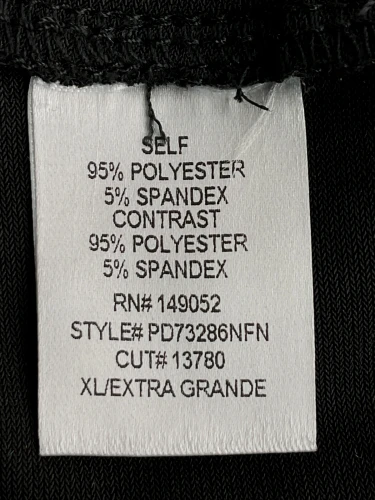 SELF
95% POLYESTER
5% SPANDEX
CONTRAST
95% POLYESTER
5% SPANDEX
RN# 149052
STYLE# PD73286NFN
CUT# 13780
XL/EXTRA GRANDE